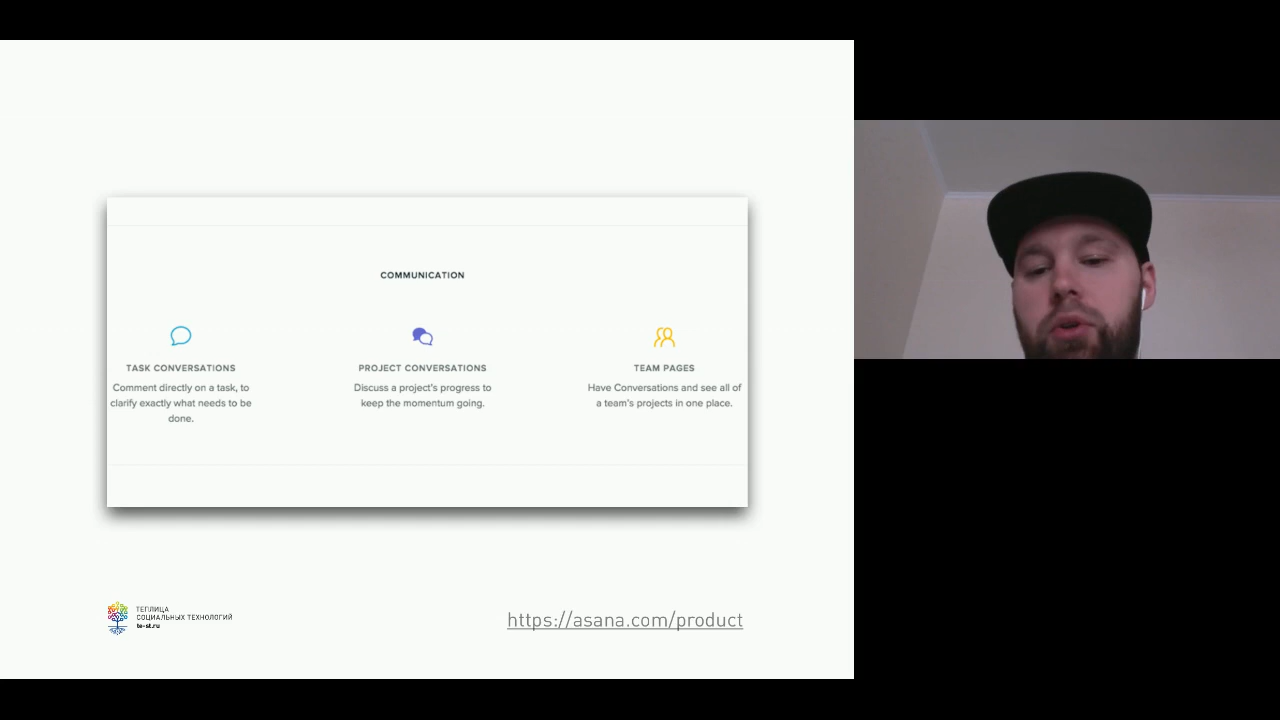 COMMUNICATION
TASK CONVERSATIONS
Comment directly on a task, to
clarify exactly what needs to be
done.
PROJECT CONVERSATIONS
Discuss a project's progress to
keep the momentum going.
TEAM PAGES
Have Conversations and see all of
a team's projects in one place.
ТЕПЛИЦА
СОЦИАЛЬНЫХ ТЕХНОЛОГИЙ
te-st.ru
https://asana.com/product